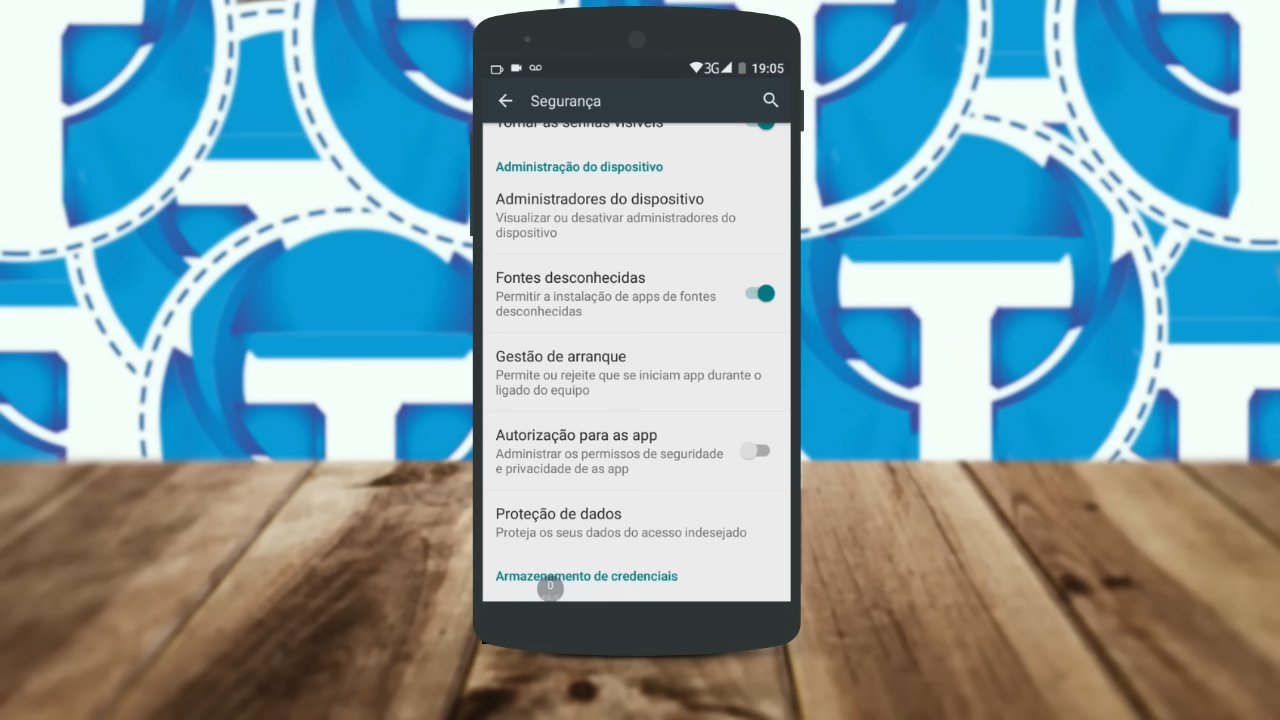 3G 19:05
Segurança
Tornar as senhas visíveis
Administração do dispositivo
Administradores do dispositivo
Visualizar ou desativar administradores do
dispositivo
Fontes desconhecidas
Permitir a instalação de apps de fontes
desconhecidas
Gestão de arranque
Permite ou rejeite que se iniciam app durante o
ligado do equipo
Autorização para as app
Administrar os permissos de seguridade
e privacidade de as app
Proteção de dados
Proteja os seus dados do acesso indesejado
Armazenamento de credenciais
0